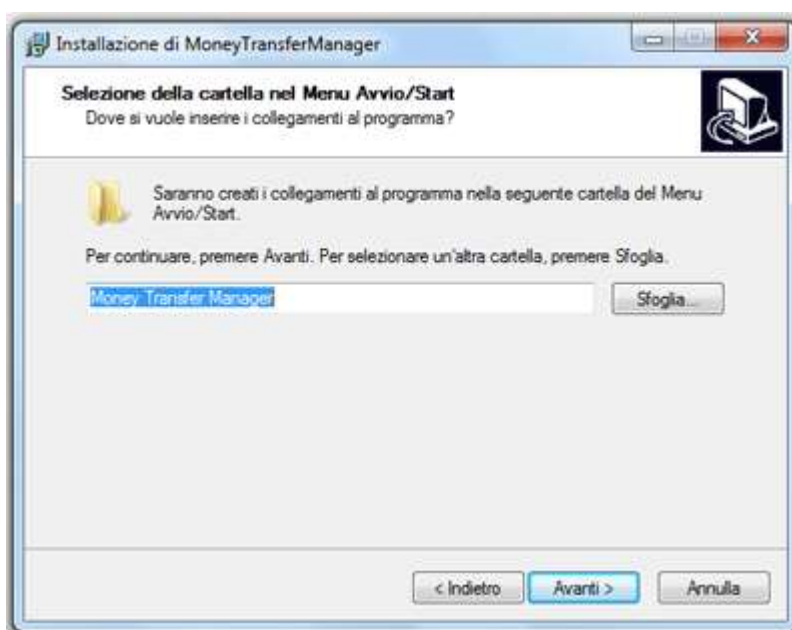 Installazione di MoneyTransferManager
Selezione della cartella nel Menu Avvio/Start
Dove si vuole inserire i collegamenti al programma?
Saranno creati i collegamenti al programma nella seguente cartella del Menu
Avvio/Start.
Per continuare, premere Avanti. Per selezionare un'altra cartella, premere Sfoglia.
Money Transfer Manager
Sfoglia...
< Indietro
Avanti >
Annulla